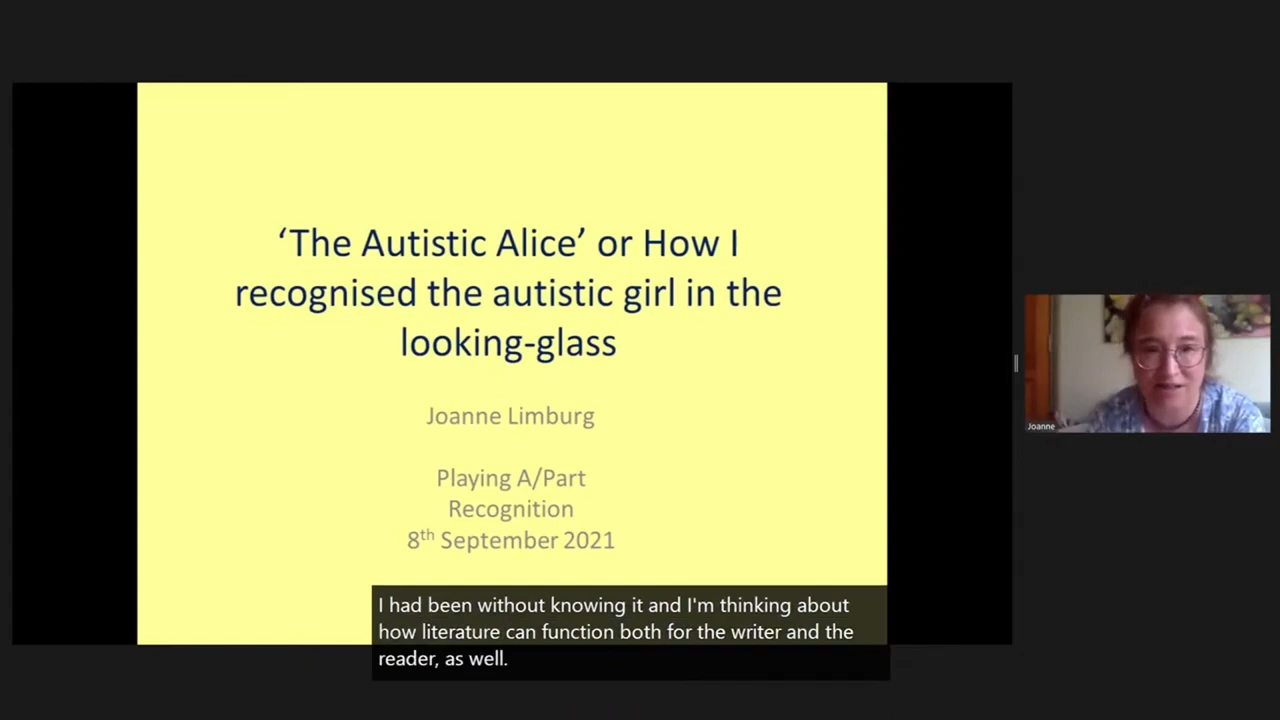 ‘The Autistic Alice’ or How I
recognised the autistic girl in the
looking-glass
Joanne Limburg
Playing A/Part
Recognition
8th September 2021
I had been without knowing it and I'm thinking about
how literature can function both for the writer and the
reader, as well.
Joanne